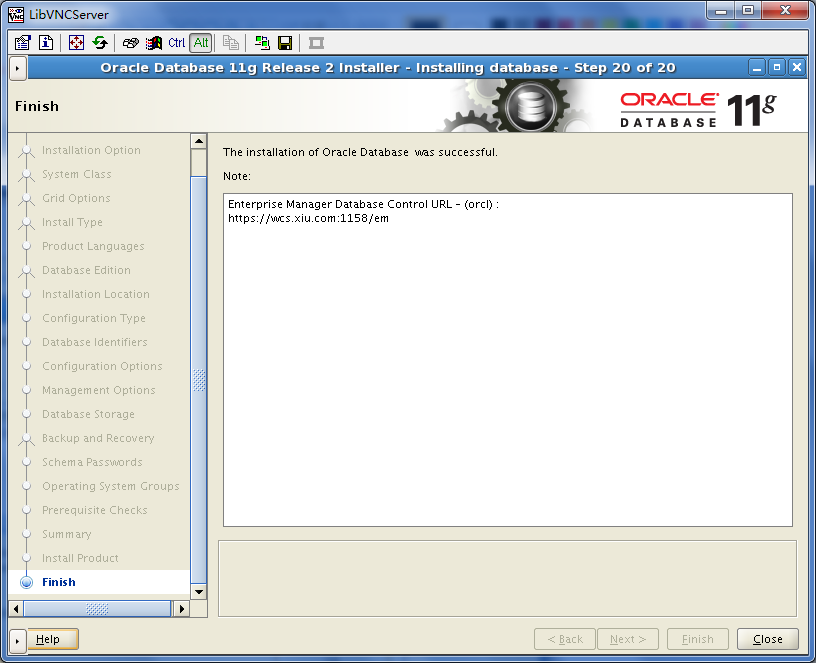 LibVNCServer
Ctrl Alt
Oracle Database 11g Release 2 Installer - Installing database - Step 20 of 20
Finish
ORACLE
DATABASE 11g
Installation Option
System Class
Grid Options
Install Type
Product Languages
Database Edition
Installation Location
Configuration Type
Database Identifiers
Configuration Options
Management Options
Database Storage
Backup and Recovery
Schema Passwords
Operating System Groups
Prerequisite Checks
Summary
Install Product
Finish
The installation of Oracle Database was successful.
Note:
Enterprise Manager Database Control URL - (orcl) :
https://wcs.xiu.com:1158/em
Help
< Back
Next >
Finish
Close